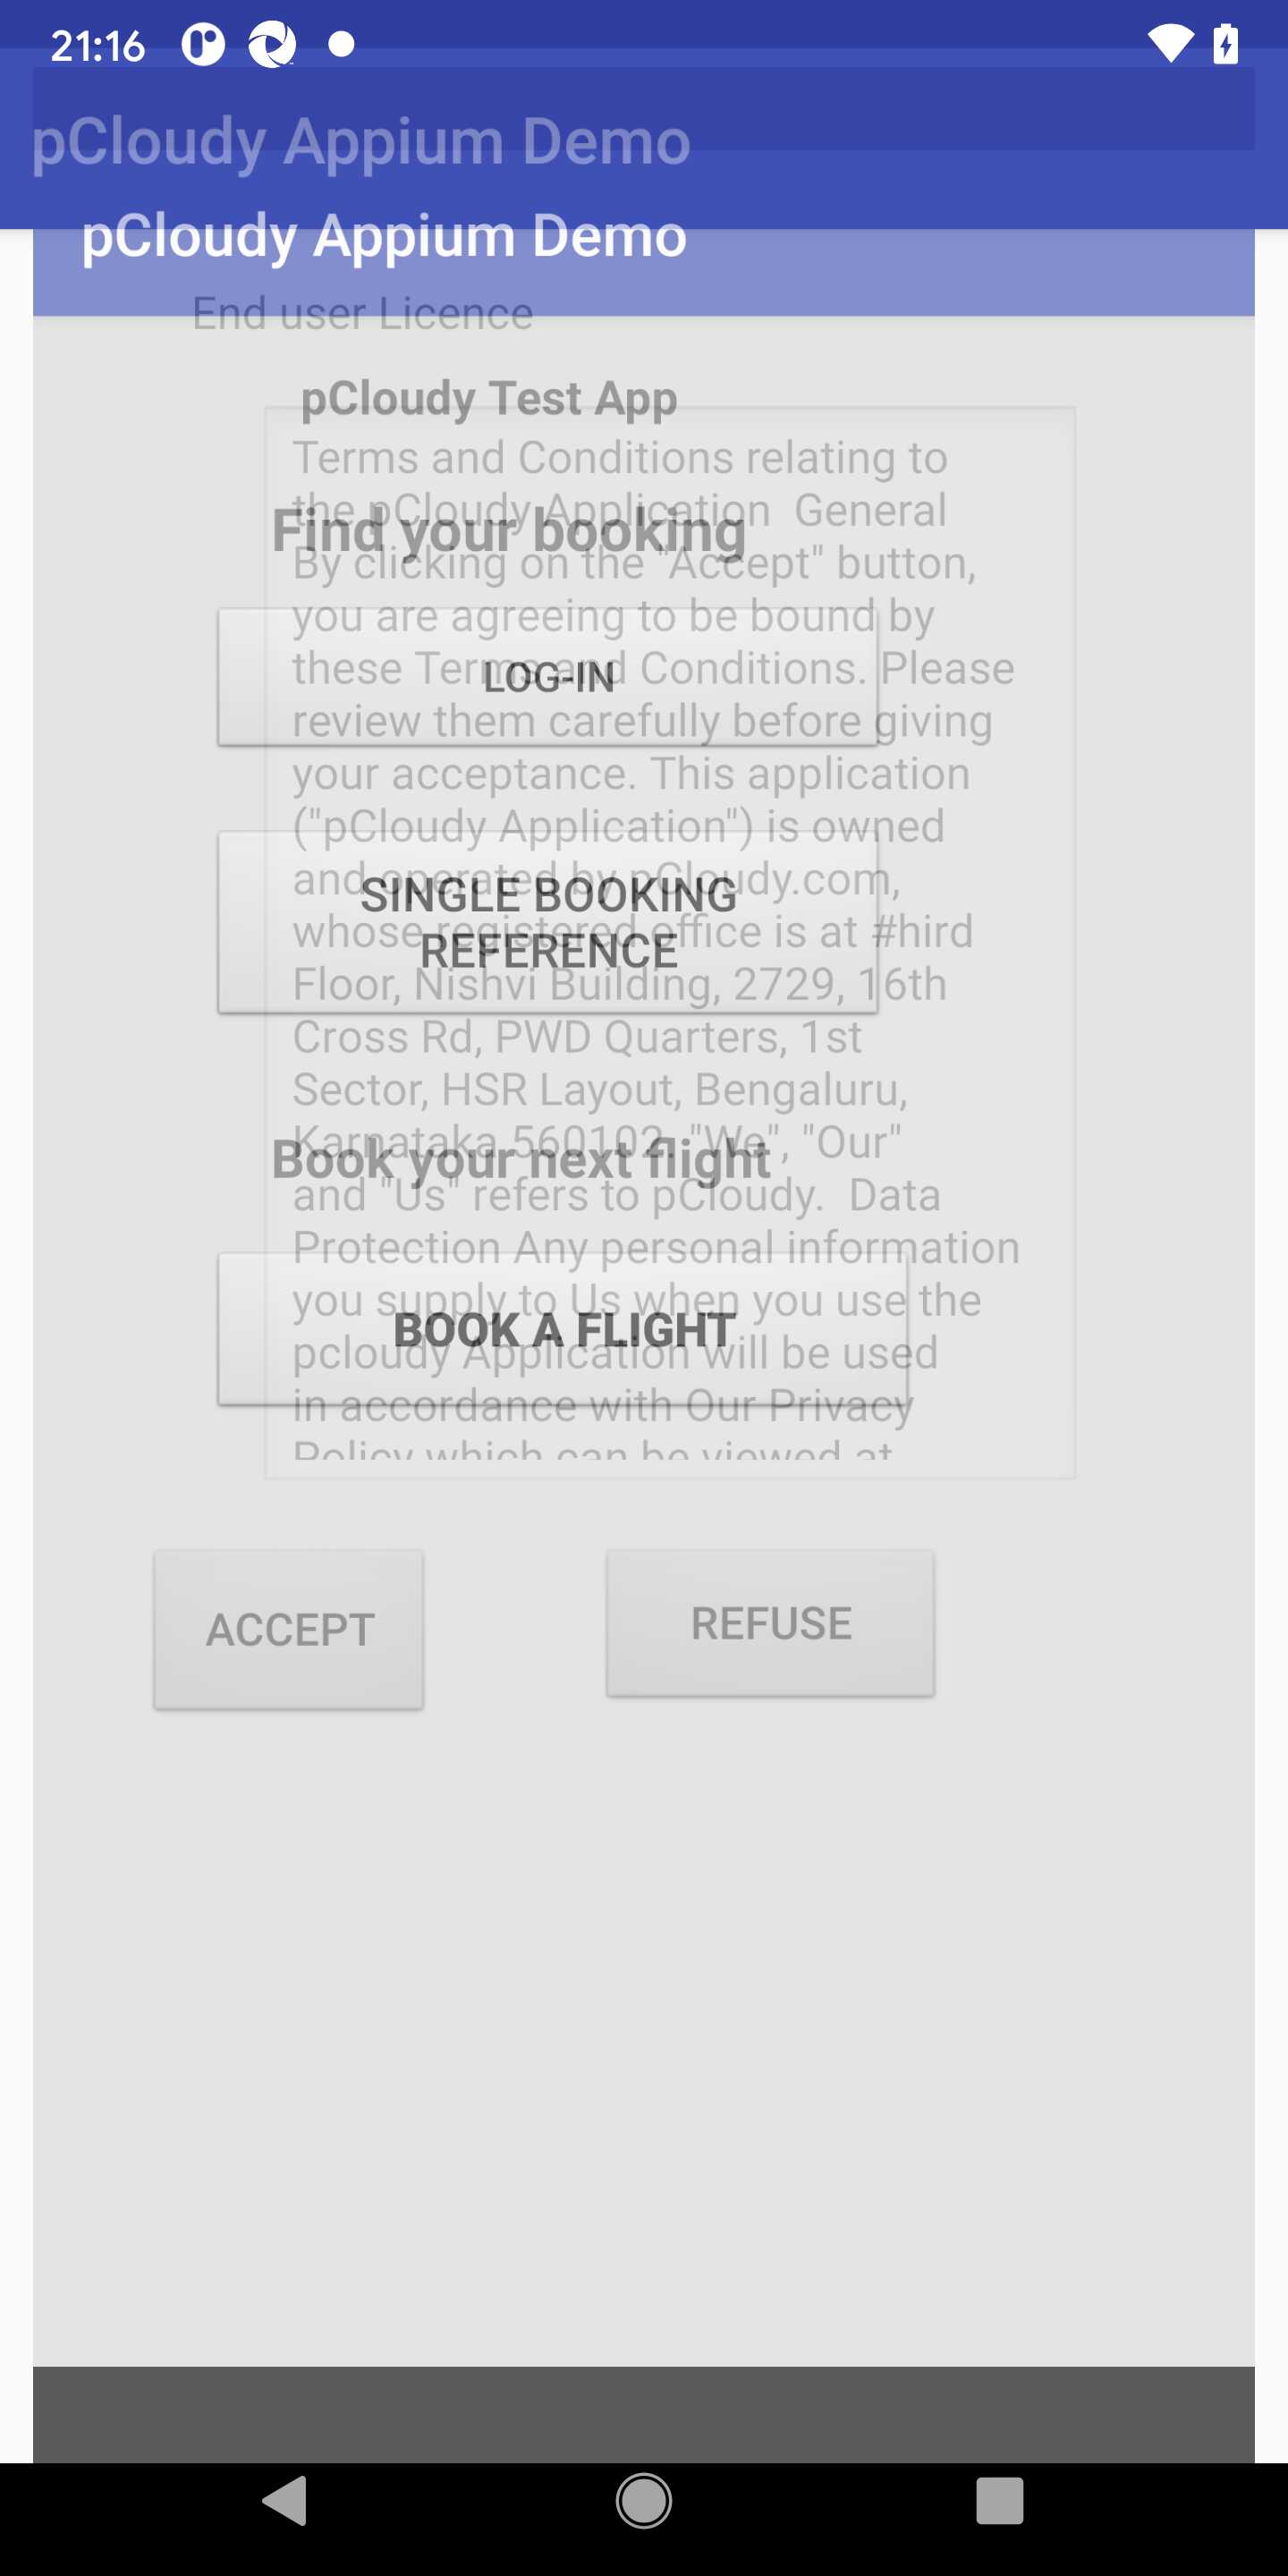 21:16
pCloudy Appium Demo
pCloudy Appium Demo
End user Licence
pCloudy Test App
Terms and Conditions relating to
the pCloudy Application  General
Find your booking
By clicking on the "Accept" button,
you are agreeing to be bound by
these Terms and Conditions. Please
LOG-IN
review them carefully before giving
your acceptance. This application
("pCloudy Application") is owned
and operated by pCloudy.com,
SINGLE BOOKING
whose registered office is at #hird
REFERENCE
Floor, Nishvi Building, 2729, 16th
Cross Rd, PWD Quarters, 1st
Sector, HSR Layout, Bengaluru,
Karnataka 560102. "We", "Our"
Book your next flight
and "Us" refers to pCloudy.  Data
Protection Any personal information
you supply to Us when you use the
BOOK A FLIGHT
pcloudy Application will be used
in accordance with Our Privacy
Policy which can be viewed at
ACCEPT
REFUSE